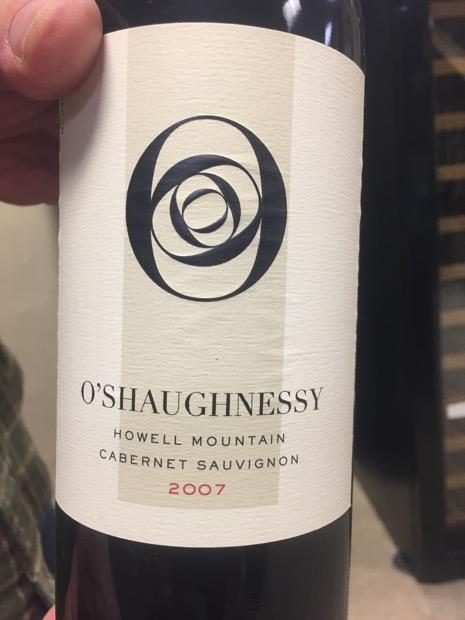 O'SHAUGHNESSY
HOWELL MOUNTAIN
CABERNET SAUVIGNON
2007